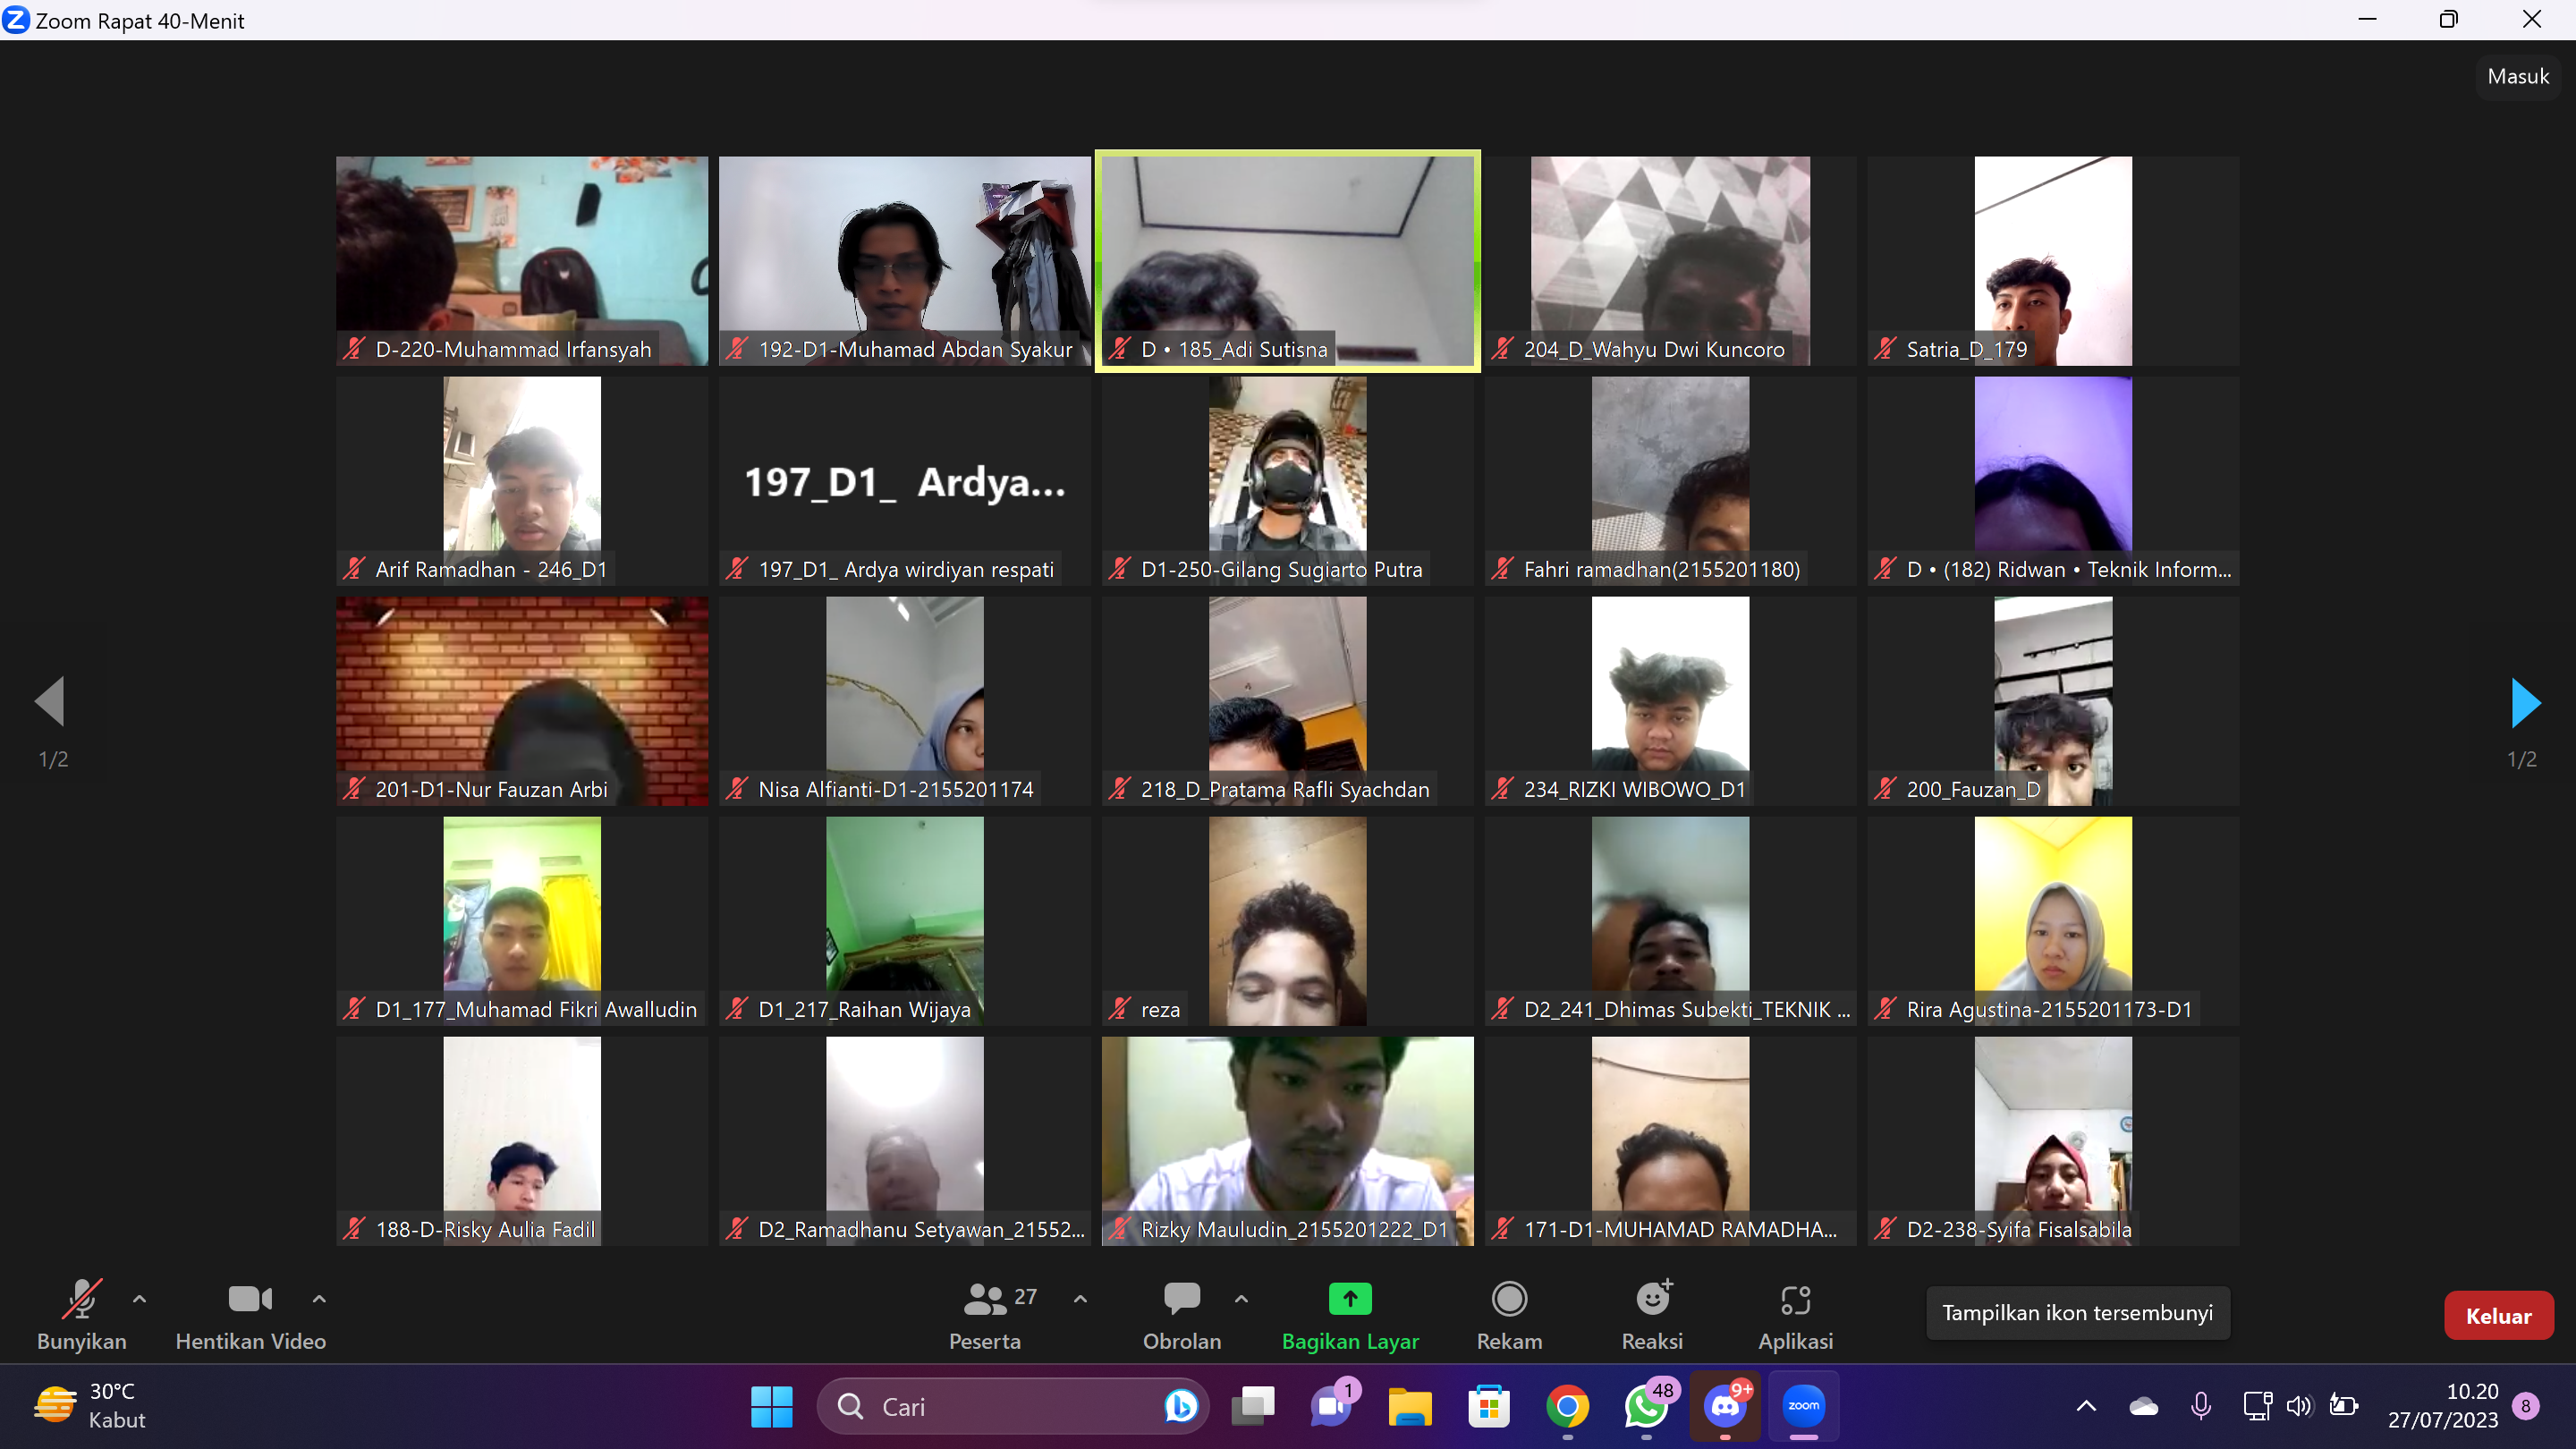 Zoom Rapat 40-Menit
Masuk
D-220-Muhammad Irfansyah
192-D1-Muhamad Abdan Syakur
D • 185_Adi Sutisna
204_D_Wahyu Dwi Kuncoro
Satria_D_179
197_D1_ Ardya...
Arif Ramadhan - 246_D1
197_D1_ Ardya wirdiyan respati
D1-250-Gilang Sugiarto Putra
Fahri ramadhan(2155201180)
D • (182) Ridwan • Teknik Inform...
1/2
1/2
201-D1-Nur Fauzan Arbi
Nisa Alfianti-D1-2155201174
218_D_Pratama Rafli Syachdan
234_RIZKI WIBOWO_D1
200_Fauzan_D
D1_177_Muhamad Fikri Awalludin
D1_217_Raihan Wijaya
reza
D2_241_Dhimas Subekti_TEKNIK ...
Rira Agustina-2155201173-D1
188-D-Risky Aulia Fadil
D2_Ramadhanu Setyawan_21552...
Rizky Mauludin_2155201222_D1
171-D1-MUHAMAD RAMADHA...
D2-238-Syifa Fisalsabila
Bunyikan
Hentikan Video
27
Peserta
Obrolan
Bagikan Layar
Rekam
Reaksi
Aplikasi
Tampilkan ikon tersembunyi
Keluar
30°C
Kabut
Cari
1
48
9+
zoom
10.20
27/07/2023
8